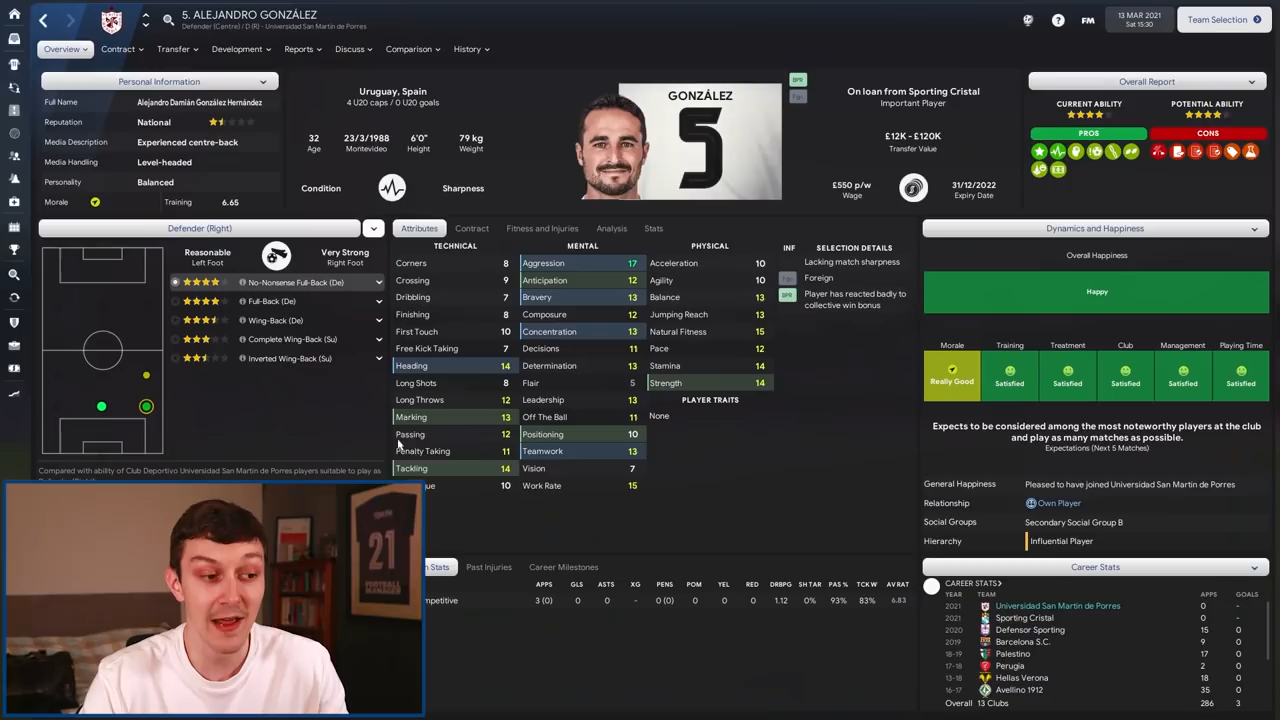 5. ALEJANDRO GONZÁLEZ
Defender (Centre) / D (R) - Universidad San Martín de Porres
FM
13 MAR 2021
Sat 15:30
Team Selection
Overview
Contract
Transfer
Development
Reports
Discuss
Comparison
History
Personal Information
Full Name Alejandro Damián González Hernández
Reputation National
Media Description Experienced centre-back
Media Handling Level-headed
Personality Balanced
Morale Training 6.65
Uruguay, Spain
4 U20 caps / 0 U20 goals
32 23/3/1988 6'0" 79 kg
Age Montevideo Height Weight
Condition Sharpness
GONZÁLEZ
5
BPR
Fgn
On loan from Sporting Cristal
Important Player
£12K - £120K
Transfer Value
£550 p/w 31/12/2022
Wage Expiry Date
Overall Report
CURRENT ABILITY POTENTIAL ABILITY
PROS CONS
Defender (Right)
Reasonable Very Strong
Left Foot Right Foot
No-Nonsense Full-Back (De)
Full-Back (De)
Wing-Back (De)
Complete Wing-Back (Su)
Inverted Wing-Back (Su)
Compared with ability of Club Deportivo Universidad San Martín de Porres players suitable to play as
Attributes Contract Fitness and Injuries Analysis Stats
TECHNICAL MENTAL PHYSICAL
Corners 8 Aggression 17 Acceleration 10
Crossing 9 Anticipation 12 Agility 10
Dribbling 7 Bravery 13 Balance 13
Finishing 8 Composure 12 Jumping Reach 13
First Touch 10 Concentration 13 Natural Fitness 15
Free Kick Taking 7 Decisions 11 Pace 12
Heading 14 Determination 13 Stamina 14
Long Shots 8 Flair 5 Strength 14
Long Throws 12 Leadership 13 PLAYER TRAITS
Marking 13 Off The Ball 11 None
Passing 12 Positioning 10
Penalty Taking 11 Teamwork 13
Tackling 14 Vision 7
que 10 Work Rate 15
INF SELECTION DETAILS
Lacking match sharpness
Fgn Foreign
BPR Player has reacted badly to
collective win bonus
Dynamics and Happiness
Overall Happiness
Happy
Morale Training Treatment Club Management Playing Time
Really Good Satisfied Satisfied Satisfied Satisfied Satisfied
Expects to be considered among the most noteworthy players at the club
and play as many matches as possible.
Expectations (Next 5 Matches)
General Happiness Pleased to have joined Universidad San Martín de Porres
Relationship Own Player
Social Groups Secondary Social Group B
Hierarchy Influential Player
n Stats Past Injuries Career Milestones
APPS GLS ASTS XG PENS POM YEL RED DRBPG SH TAR PAS % TCK W AV RAT
mpetitive 3 (0) 0 0 - 0 (0) 0 0 0 1.12 0% 93% 83% 6.83
Career Stats
CAREER STATS
YEAR TEAM APPS GOALS
2021 Universidad San Martín de Porres 0 -
2021 Sporting Cristal 0 -
2020 Defensor Sporting 15 0
2019 Barcelona S.C. 9 0
18-19 Palestino 17 0
17-18 Perugia 2 0
13-18 Hellas Verona 18 0
16-17 Avellino 1912 35 0
Overall 13 Clubs 286 3
21
FOOTBALL
MANAGER